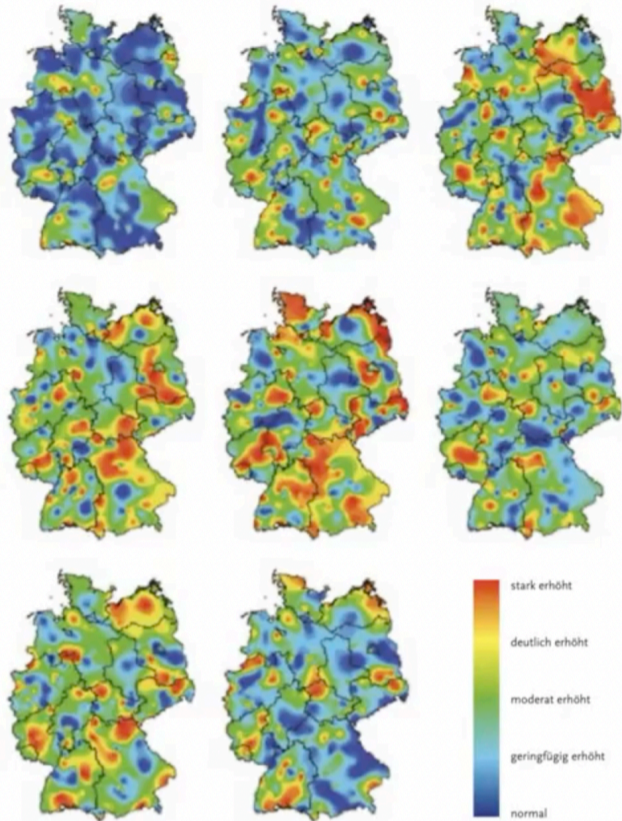 stark erhöht
deutlich erhöht
moderat erhöht
geringfügig erhöht
normal